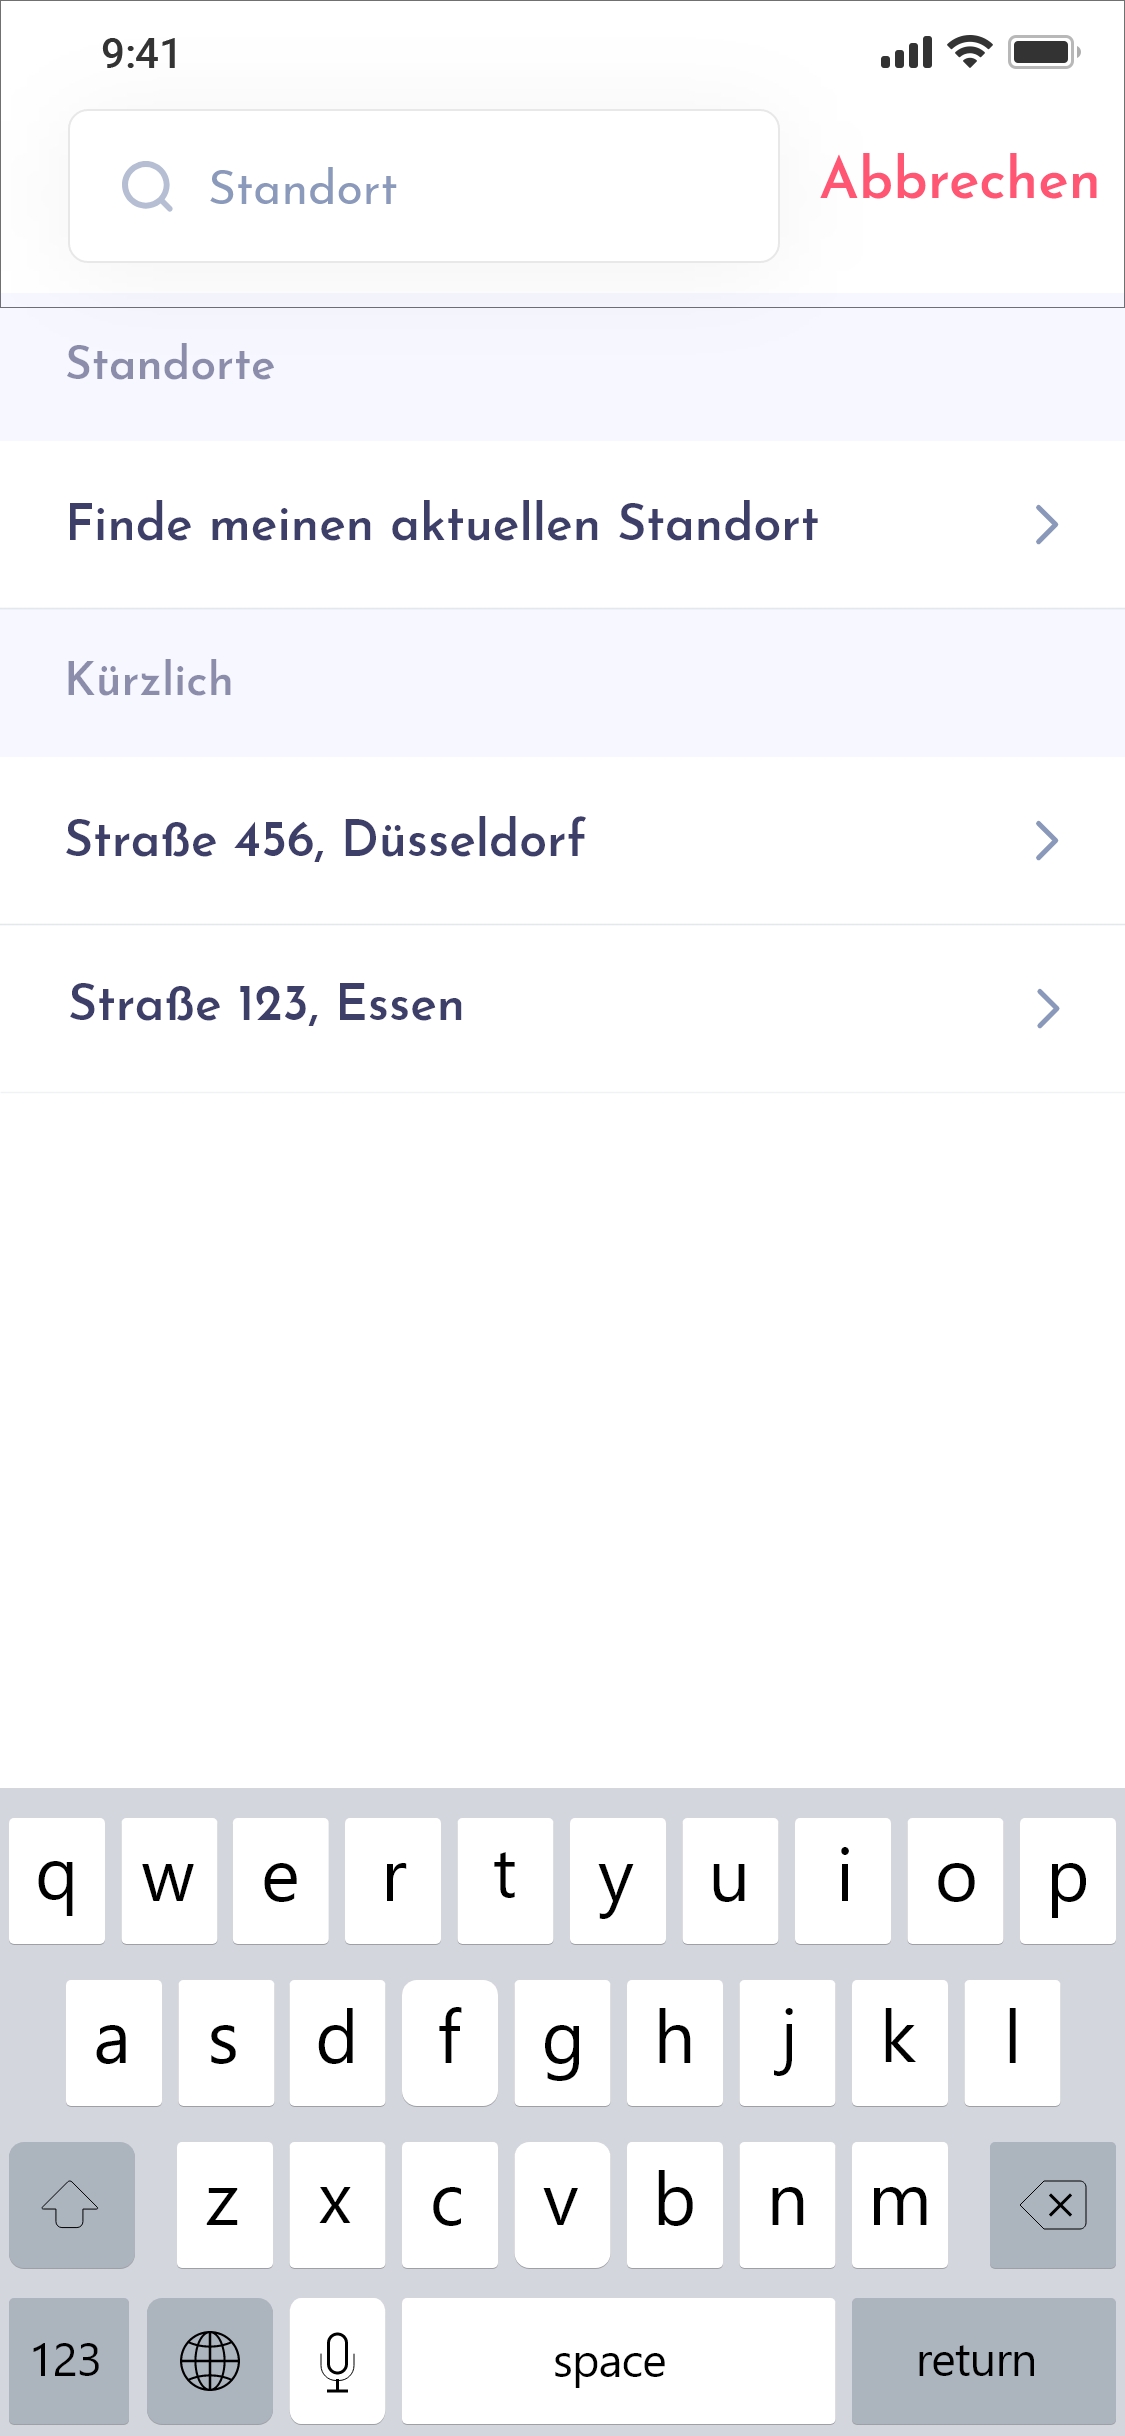 9:41
Standort
Abbrechen
Standorte
Finde meinen aktuellen Standort
Kürzlich
Straße 456, Düsseldorf
Straße 123, Essen
q w e r t y u i o p
a s d f g h j k l
z x c v b n m
123 space return